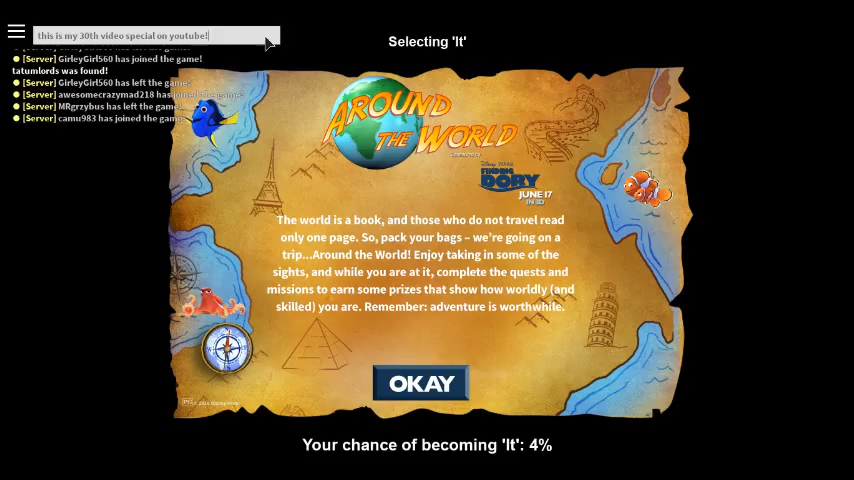 this is my 30th video special on youtube!
Selecting 'It'
[Server] GirleyGirl560 has joined the game!
tatumlords was found!
[Server] GirleyGirl560 has left the game!
[Server] awesomecrazymad218 has joined the game!
[Server] MRgrzybus has left the game!
[Server] camu983 has joined the game!
AROUND
THE WORLD
Disney PIXAR
FINDING
DORY
JUNE 17
IN 3D
The world is a book, and those who do not travel read
only one page. So, pack your bags – we're going on a
trip...Around the World! Enjoy taking in some of the
sights, and while you are at it, complete the quests and
missions to earn some prizes that show how worldly (and
skilled) you are. Remember: adventure is worthwhile.
N
OKAY
PG © 2016 Disney/Pixar
Your chance of becoming 'It': 4%